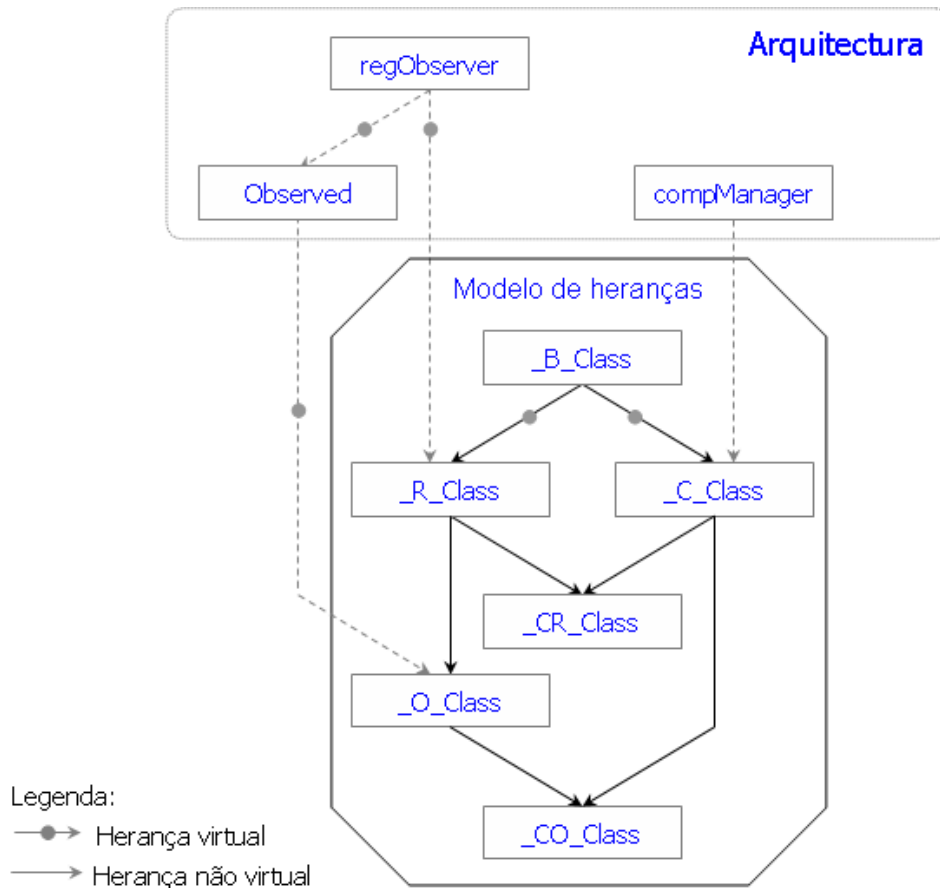 Arquitectura
regObserver
Observed
compManager
Modelo de heranças
_B_Class
_R_Class
_C_Class
_CR_Class
_O_Class
_CO_Class
Legenda:
Herança virtual
Herança não virtual